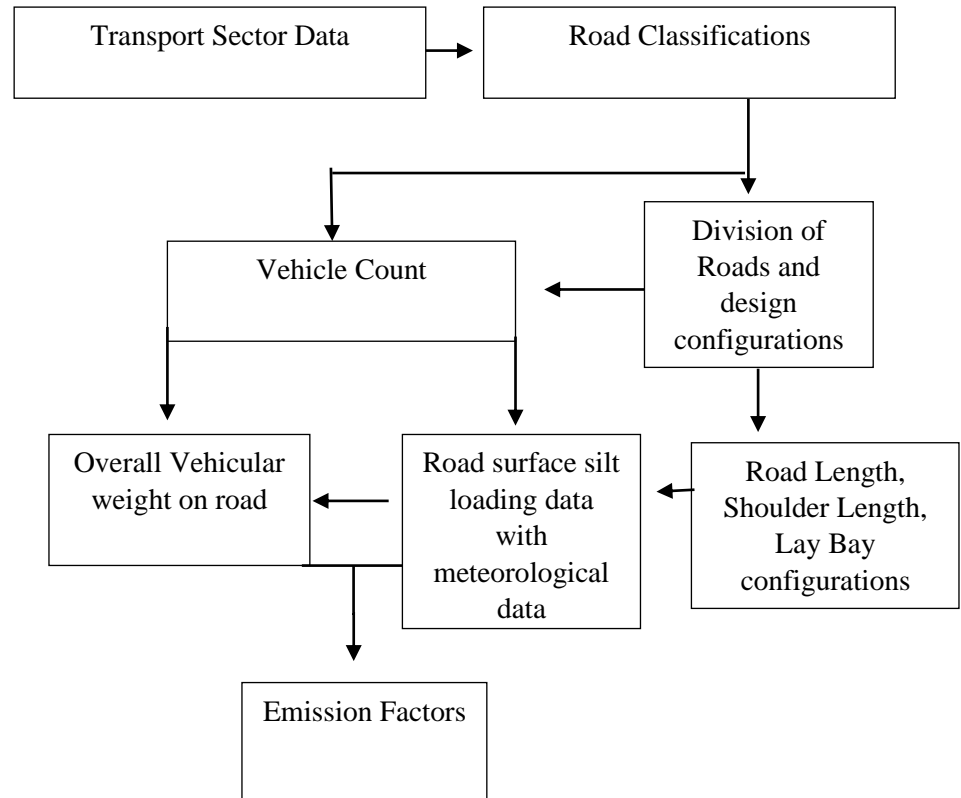 Transport Sector Data
Road Classifications
Vehicle Count
Division of
Roads and
design
configurations
Overall Vehicular
weight on road
Road surface silt
loading data
with
meteorological
data
Road Length,
Shoulder Length,
Lay Bay
configurations
Emission Factors